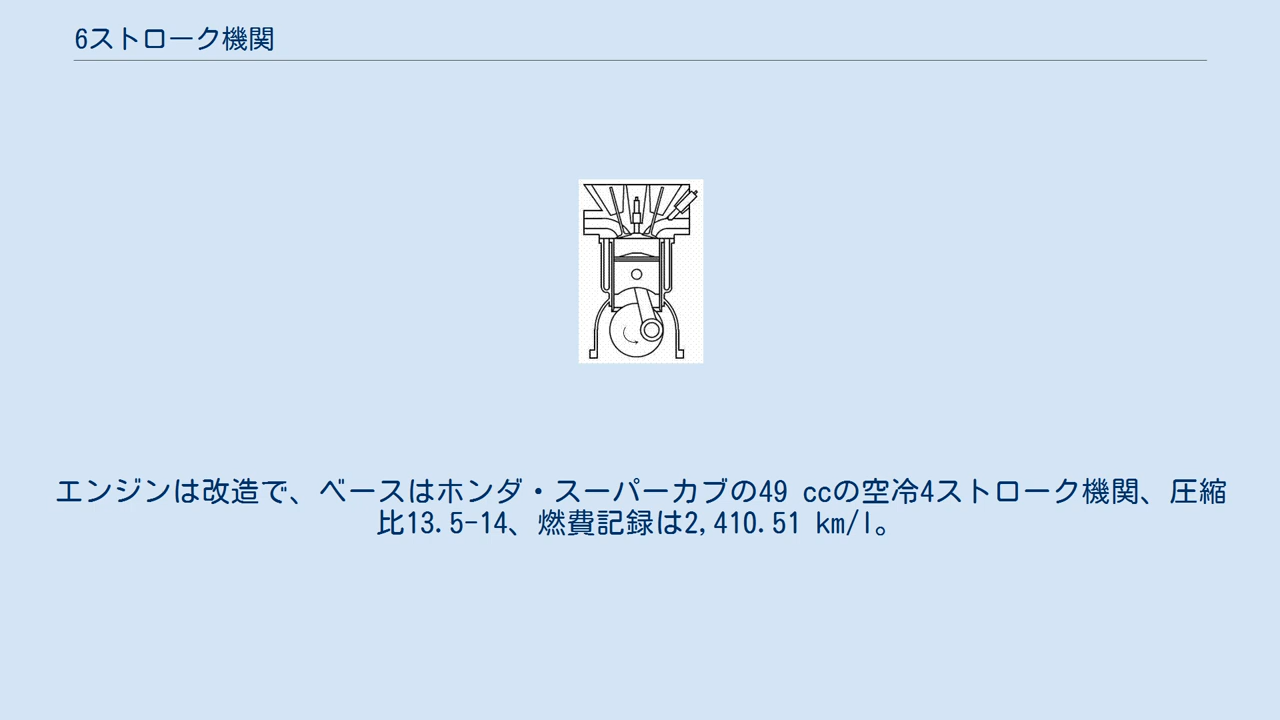 6ストローク機関
エンジンは改造で、ベースはホンダ・スーパーカブの49 ccの空冷4ストローク機関、圧縮
比13.5-14、燃費記録は2,410.51 km/l。